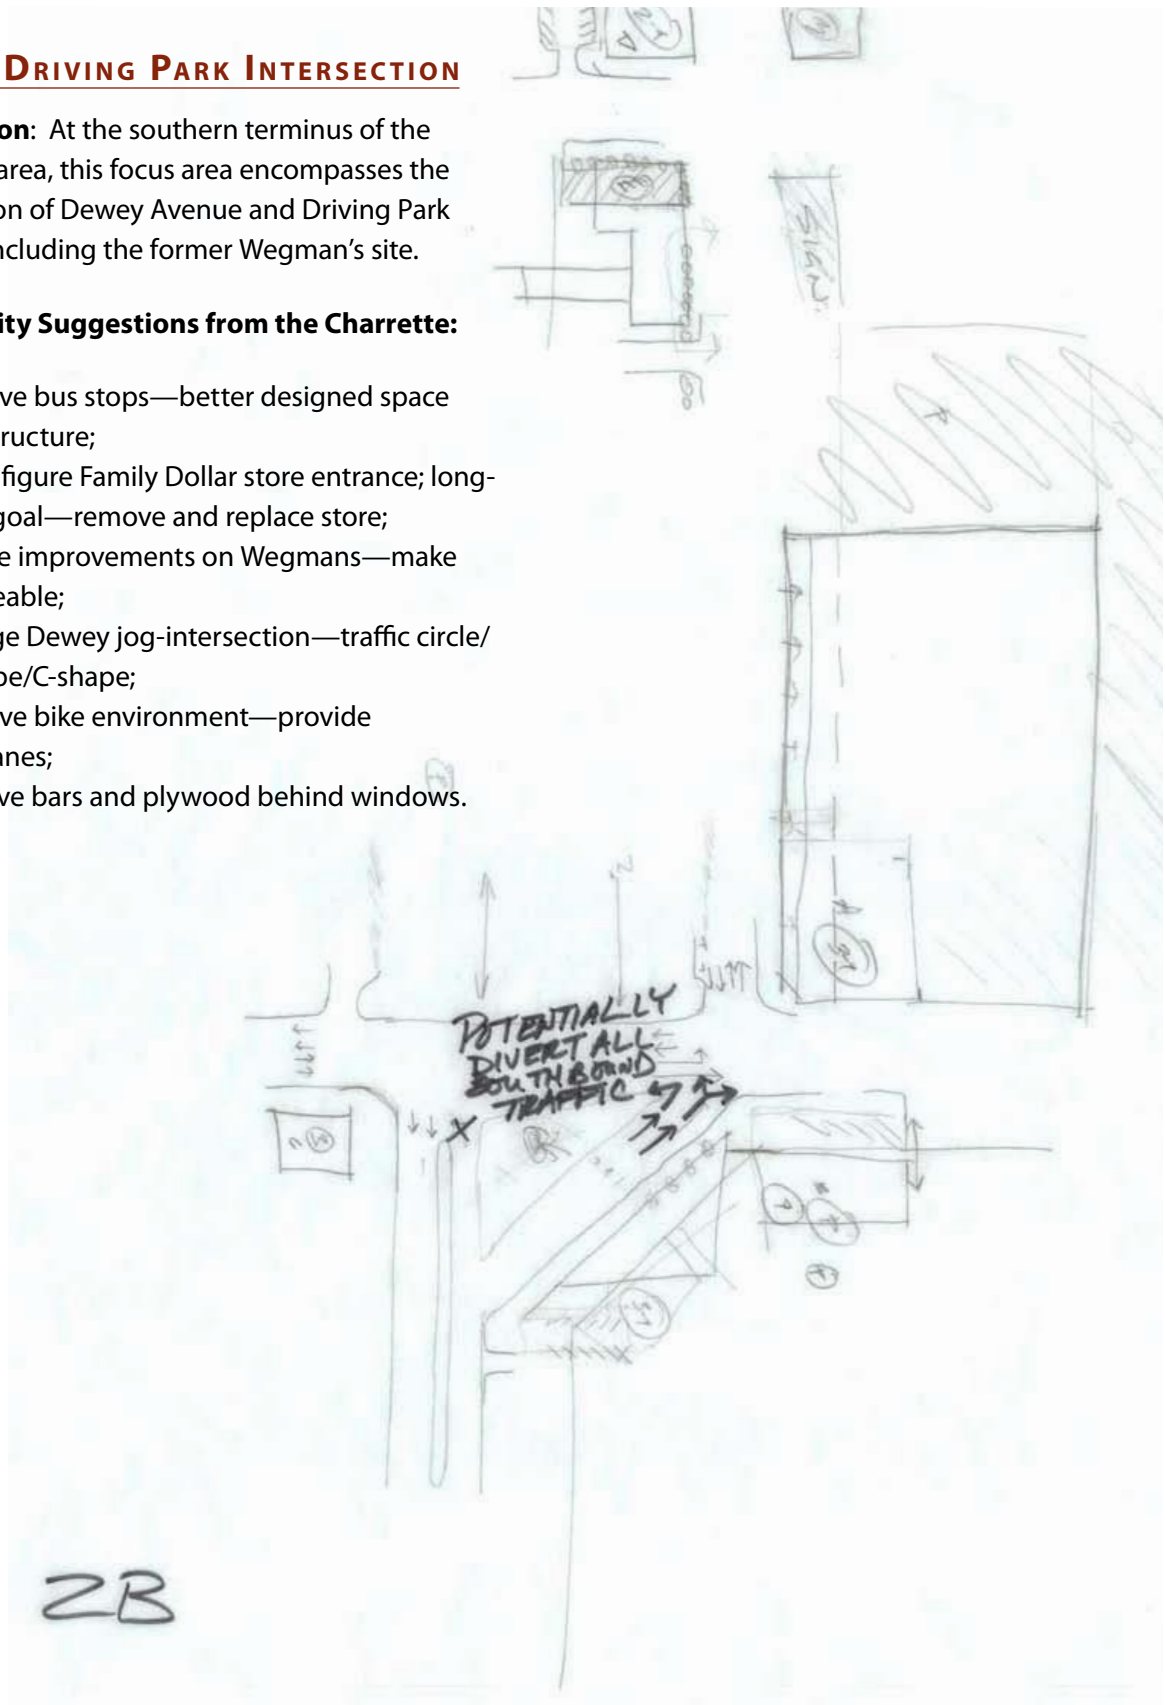 DRIVING PARK INTERSECTION
on: At the southern terminus of the
area, this focus area encompasses the
on of Dewey Avenue and Driving Park
ncluding the former Wegman's site.
ity Suggestions from the Charrette:
ve bus stops—better designed space
ructure;
figure Family Dollar store entrance; long-
goal—remove and replace store;
e improvements on Wegmans—make
eable;
ge Dewey jog-intersection—traffic circle/
pe/C-shape;
ve bike environment—provide
anes;
ve bars and plywood behind windows.
SIGN
POTENTIALLY
DIVERT ALL
SOUTHBOUND
TRAFFIC
X
2B